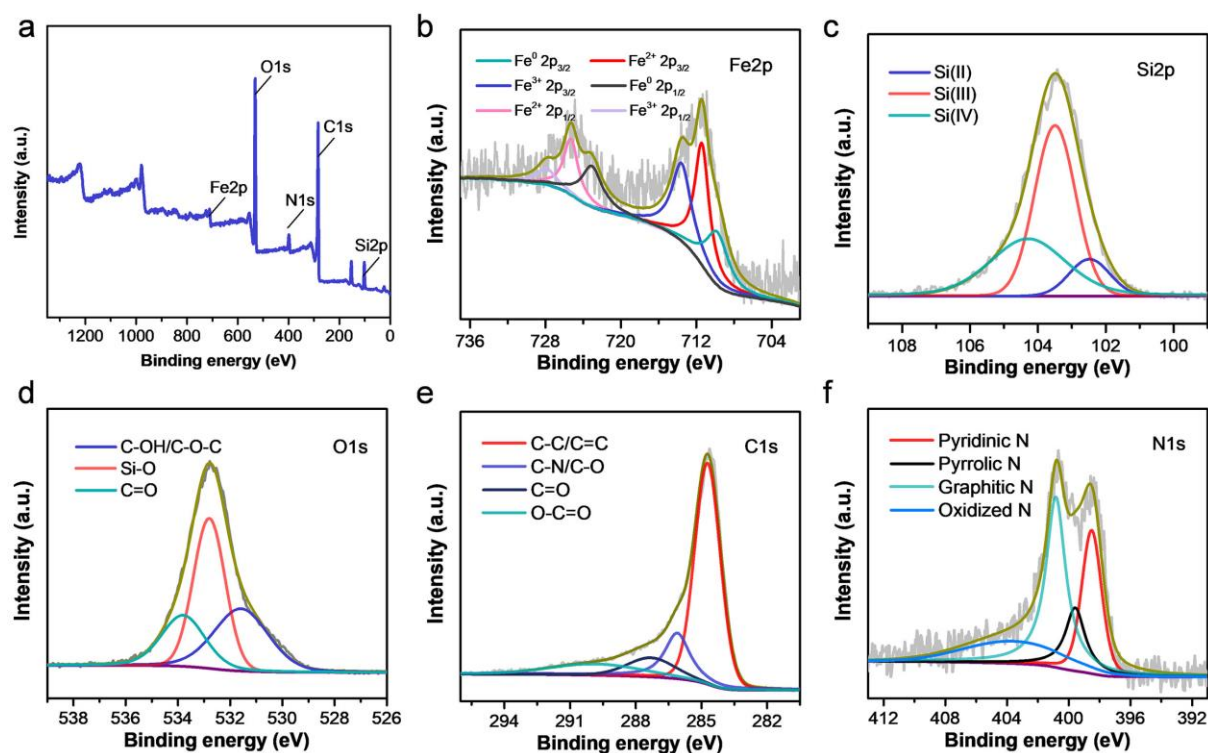 a
O1s
C1s
Fe2p
N1s
Si2p
Intensity (a.u.)
1200 1000 800 600 400 200 0
Binding energy (eV)
b
Fe⁰ 2p₃/₂ Fe²⁺ 2p₃/₂
Fe³⁺ 2p₃/₂ Fe⁰ 2p₁/₂
Fe²⁺ 2p₁/₂ Fe³⁺ 2p₁/₂
Fe2p
Intensity (a.u.)
736 728 720 712 704
Binding energy (eV)
c
Si(II)
Si(III)
Si(IV)
Si2p
Intensity (a.u.)
108 106 104 102 100
Binding energy (eV)
d
C-OH/C-O-C
Si-O
C=O
O1s
Intensity (a.u.)
538 536 534 532 530 528 526
Binding energy (eV)
e
C-C/C=C
C-N/C-O
C=O
O-C=O
C1s
Intensity (a.u.)
294 291 288 285 282
Binding energy (eV)
f
Pyridinic N
Pyrrolic N
Graphitic N
Oxidized N
N1s
Intensity (a.u.)
412 408 404 400 396 392
Binding energy (eV)